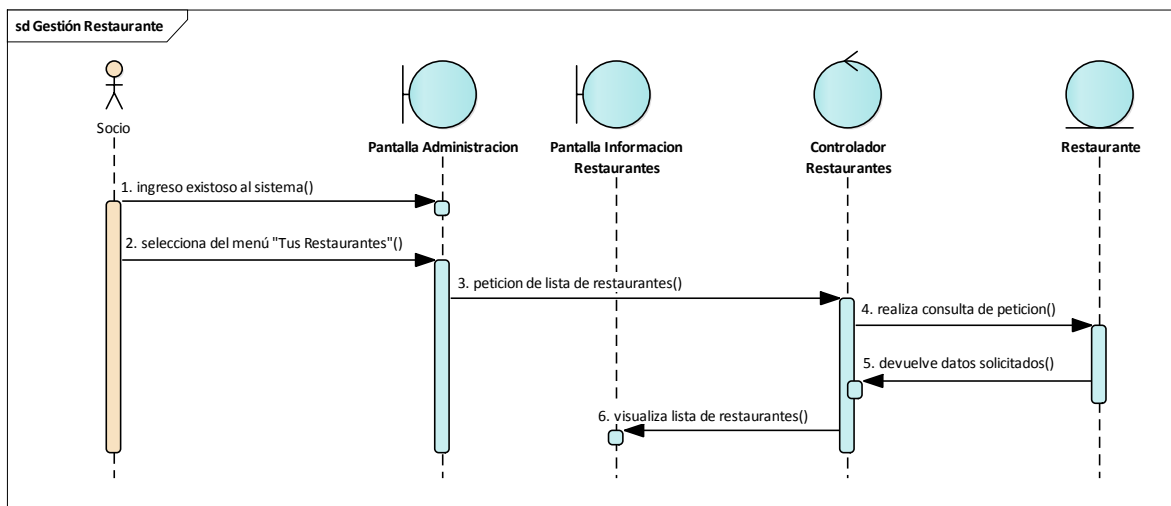 sd Gestión Restaurante
Socio
Pantalla Administracion
Pantalla Informacion
Restaurantes
Controlador
Restaurantes
Restaurante
1. ingreso existoso al sistema()
2. selecciona del menú "Tus Restaurantes"()
3. peticion de lista de restaurantes()
4. realiza consulta de peticion()
5. devuelve datos solicitados()
6. visualiza lista de restaurantes()